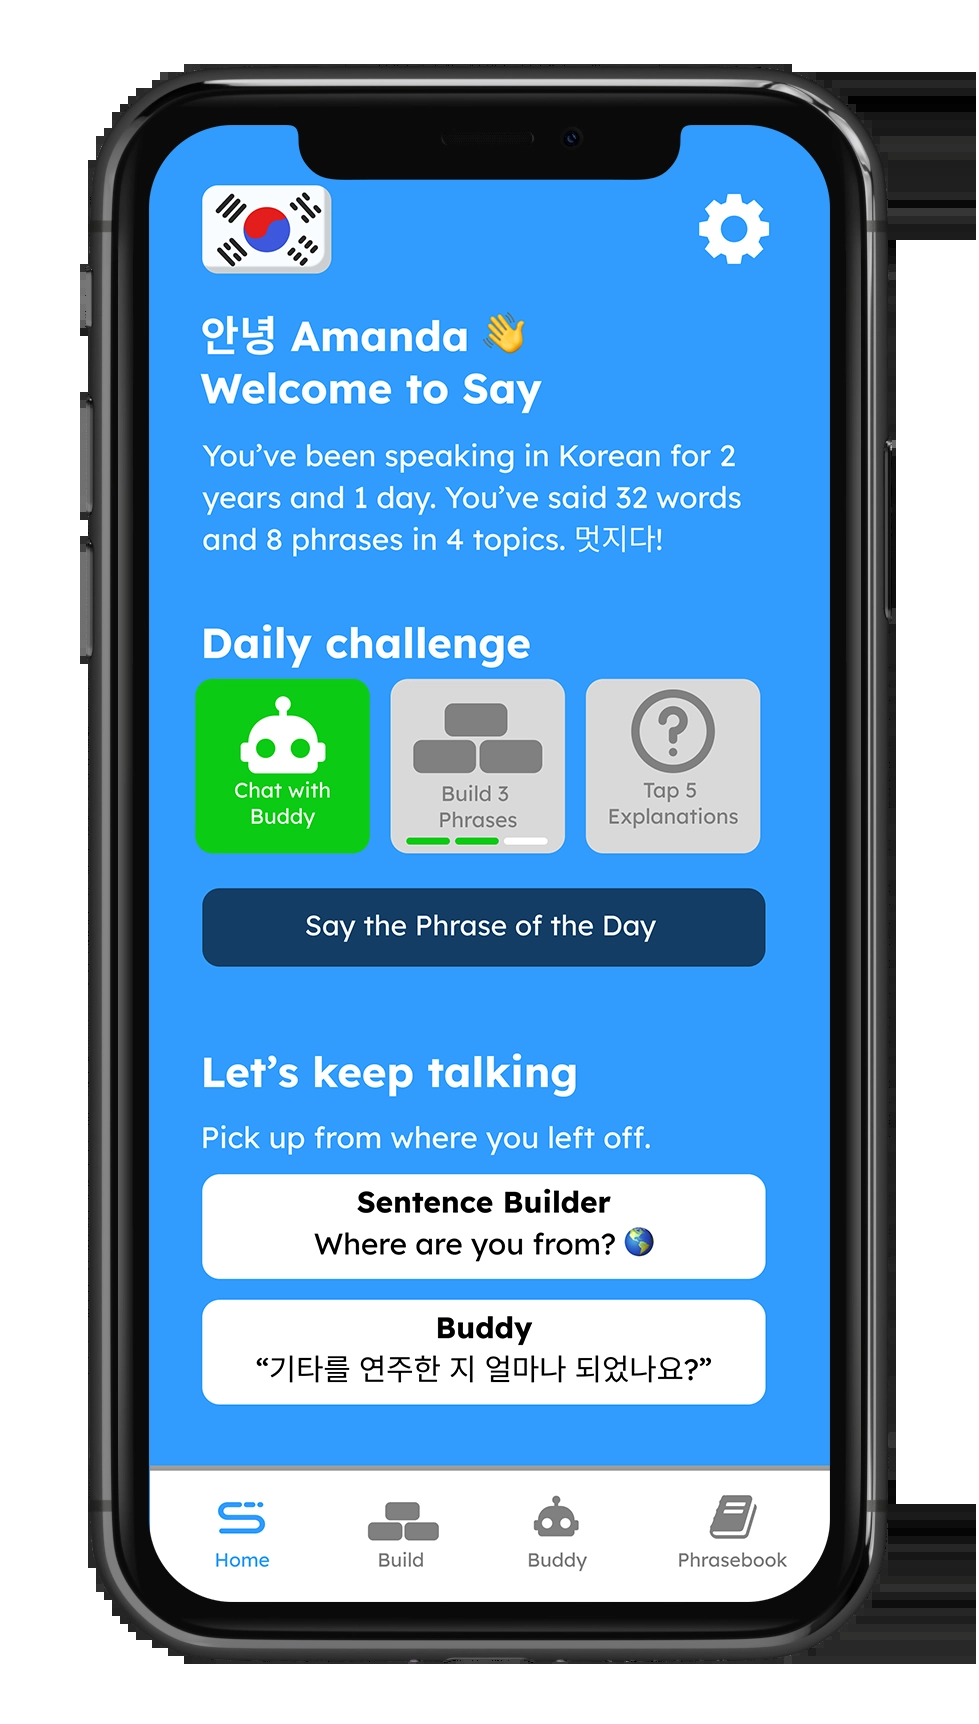 안녕 Amanda 👋
Welcome to Say
You’ve been speaking in Korean for 2
years and 1 day. You’ve said 32 words
and 8 phrases in 4 topics. 멋지다!
Daily challenge
Chat with
Buddy
Build 3
Phrases
Tap 5
Explanations
Say the Phrase of the Day
Let’s keep talking
Pick up from where you left off.
Sentence Builder
Where are you from? 🌎
Buddy
“기타를 연주한 지 얼마나 되었나요?”
Home
Build
Buddy
Phrasebook